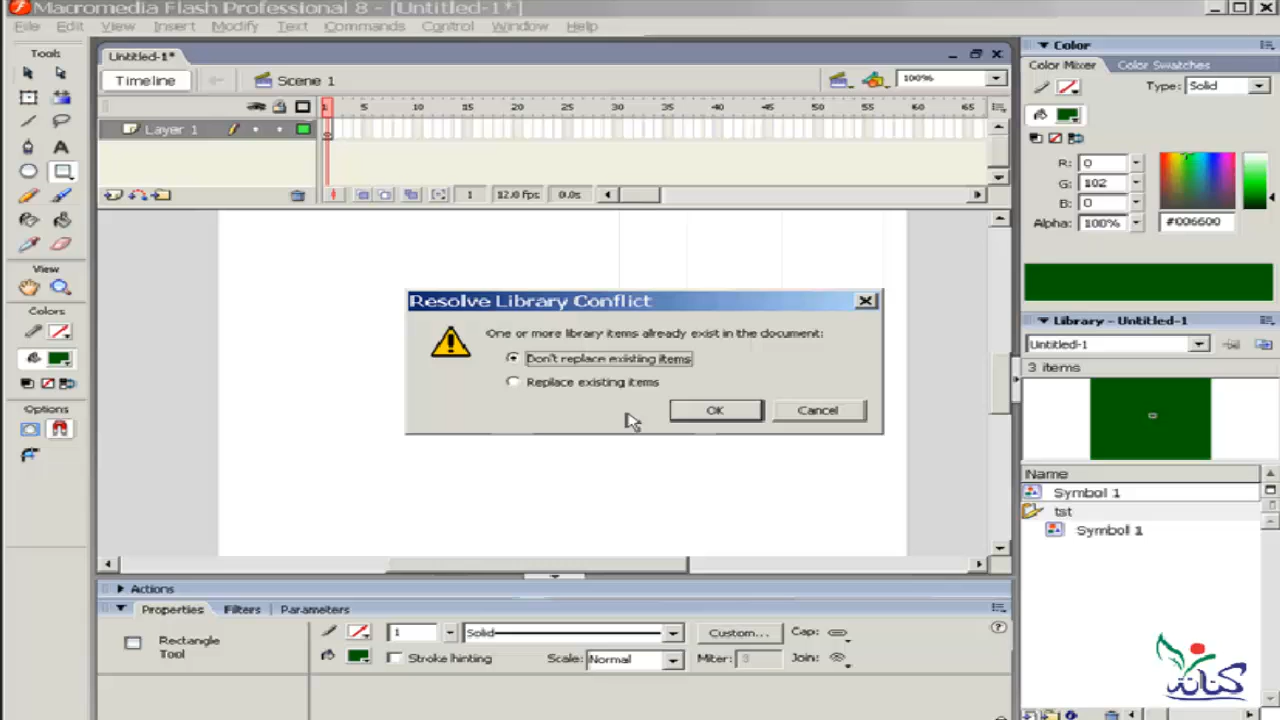 Macromedia Flash Professional 8 - [Untitled-1*]
File Edit View Insert Modify Text Commands Control Window Help
Tools
Untitled-1*
Timeline
Scene 1
100%
1 5 10 15 20 25 30 35 40 45 50 55 60 65
Layer 1
1 12.0 fps 0.0s
View
Colors
Options
Resolve Library Conflict
One or more library items already exist in the document:
Don't replace existing items
Replace existing items
OK Cancel
Color
Color Mixer Color Swatches
Type: Solid
R: 0
G: 102
B: 0
Alpha: 100% #006600
Library - Untitled-1
Untitled-1
3 items
Name
Symbol 1
tst
Symbol 1
Actions
Properties Filters Parameters
Rectangle
Tool
1 Solid Custom... Cap:
Stroke hinting Scale: Normal Miter: 3 Join:
كنانة